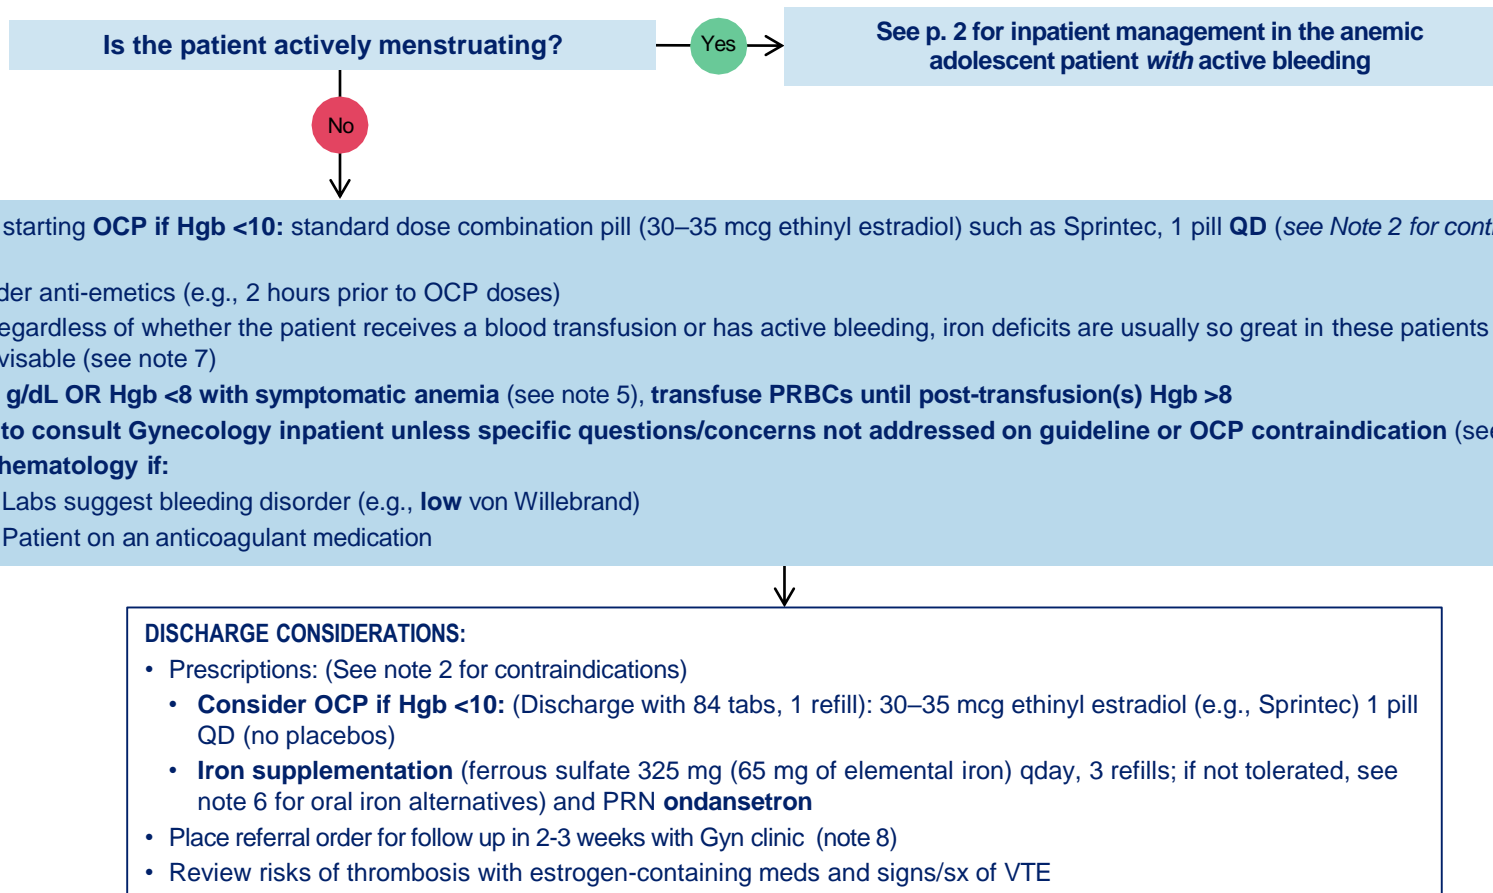 Is the patient actively menstruating?
Yes
See p. 2 for inpatient management in the anemic
adolescent patient with active bleeding
No
starting OCP if Hgb <10: standard dose combination pill (30–35 mcg ethinyl estradiol) such as Sprintec, 1 pill QD (see Note 2 for
anti-emetics (e.g., 2 hours prior to OCP doses)
of whether the patient receives a blood transfusion or has active bleeding, iron deficits are usually so great in these patients
(see note 7)
g/dL OR Hgb <8 with symptomatic anemia (see note 5), transfuse PRBCs until post-transfusion(s) Hgb >8
to consult Gynecology inpatient unless specific questions/concerns not addressed on guideline or OCP contraindication (see
hematology if:
Labs suggest bleeding disorder (e.g., low von Willebrand)
Patient on an anticoagulant medication
DISCHARGE CONSIDERATIONS:
• Prescriptions: (See note 2 for contraindications)
• Consider OCP if Hgb <10: (Discharge with 84 tabs, 1 refill): 30–35 mcg ethinyl estradiol (e.g., Sprintec) 1 pill
QD (no placebos)
• Iron supplementation (ferrous sulfate 325 mg (65 mg of elemental iron) qday, 3 refills; if not tolerated, see
note 6 for oral iron alternatives) and PRN ondansetron
• Place referral order for follow up in 2-3 weeks with Gyn clinic (note 8)
• Review risks of thrombosis with estrogen-containing meds and signs/sx of VTE